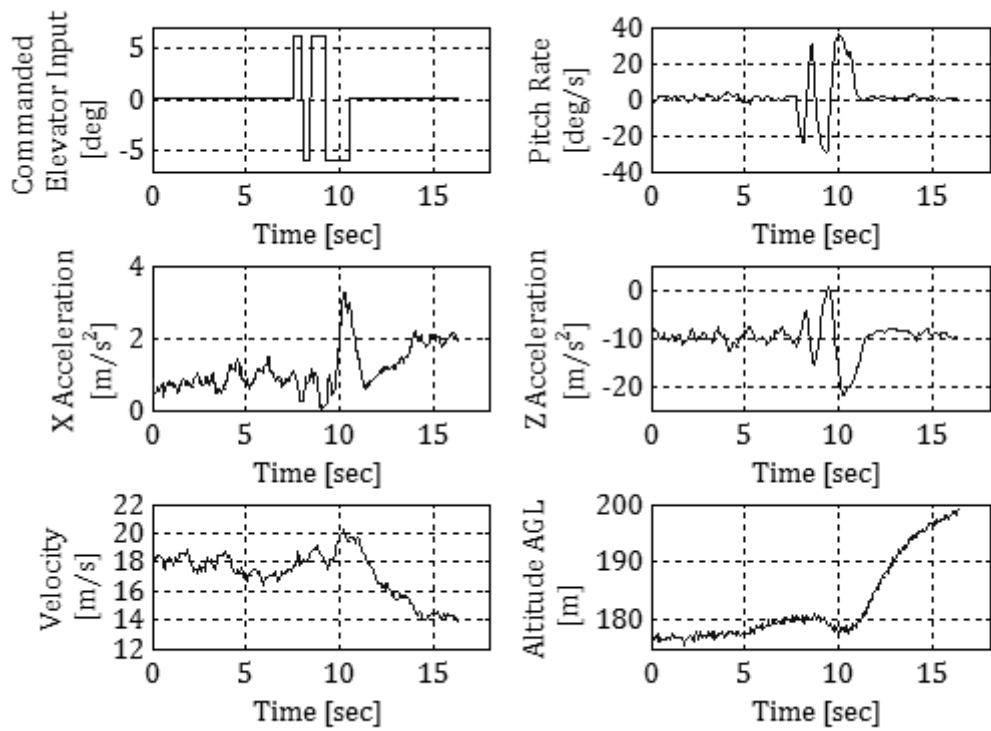 Commanded
Elevator Input
[deg]
5
0
-5
0
5
10
15
Time [sec]
Pitch Rate
[deg/s]
40
20
0
-20
-40
0
5
10
15
Time [sec]
X Acceleration
[m/s²]
4
2
0
0
5
10
15
Time [sec]
Z Acceleration
[m/s²]
0
-10
-20
0
5
10
15
Time [sec]
Velocity
[m/s]
22
20
18
16
14
12
0
5
10
15
Time [sec]
Altitude AGL
[m]
200
190
180
0
5
10
15
Time [sec]